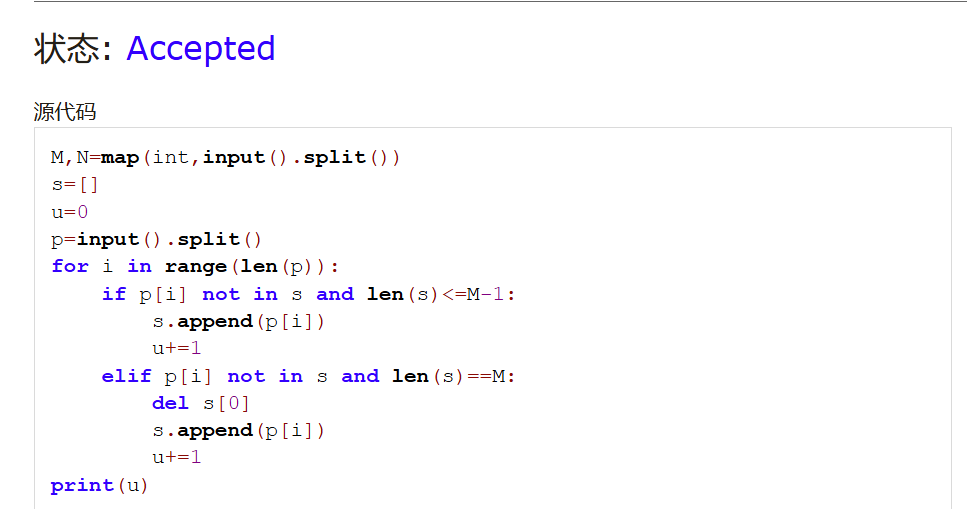 状态: Accepted
源代码
M,N=map(int,input().split())
s=[]
u=0
p=input().split()
for i in range(len(p)):
    if p[i] not in s and len(s)<=M-1:
        s.append(p[i])
        u+=1
    elif p[i] not in s and len(s)==M:
        del s[0]
        s.append(p[i])
        u+=1
print(u)